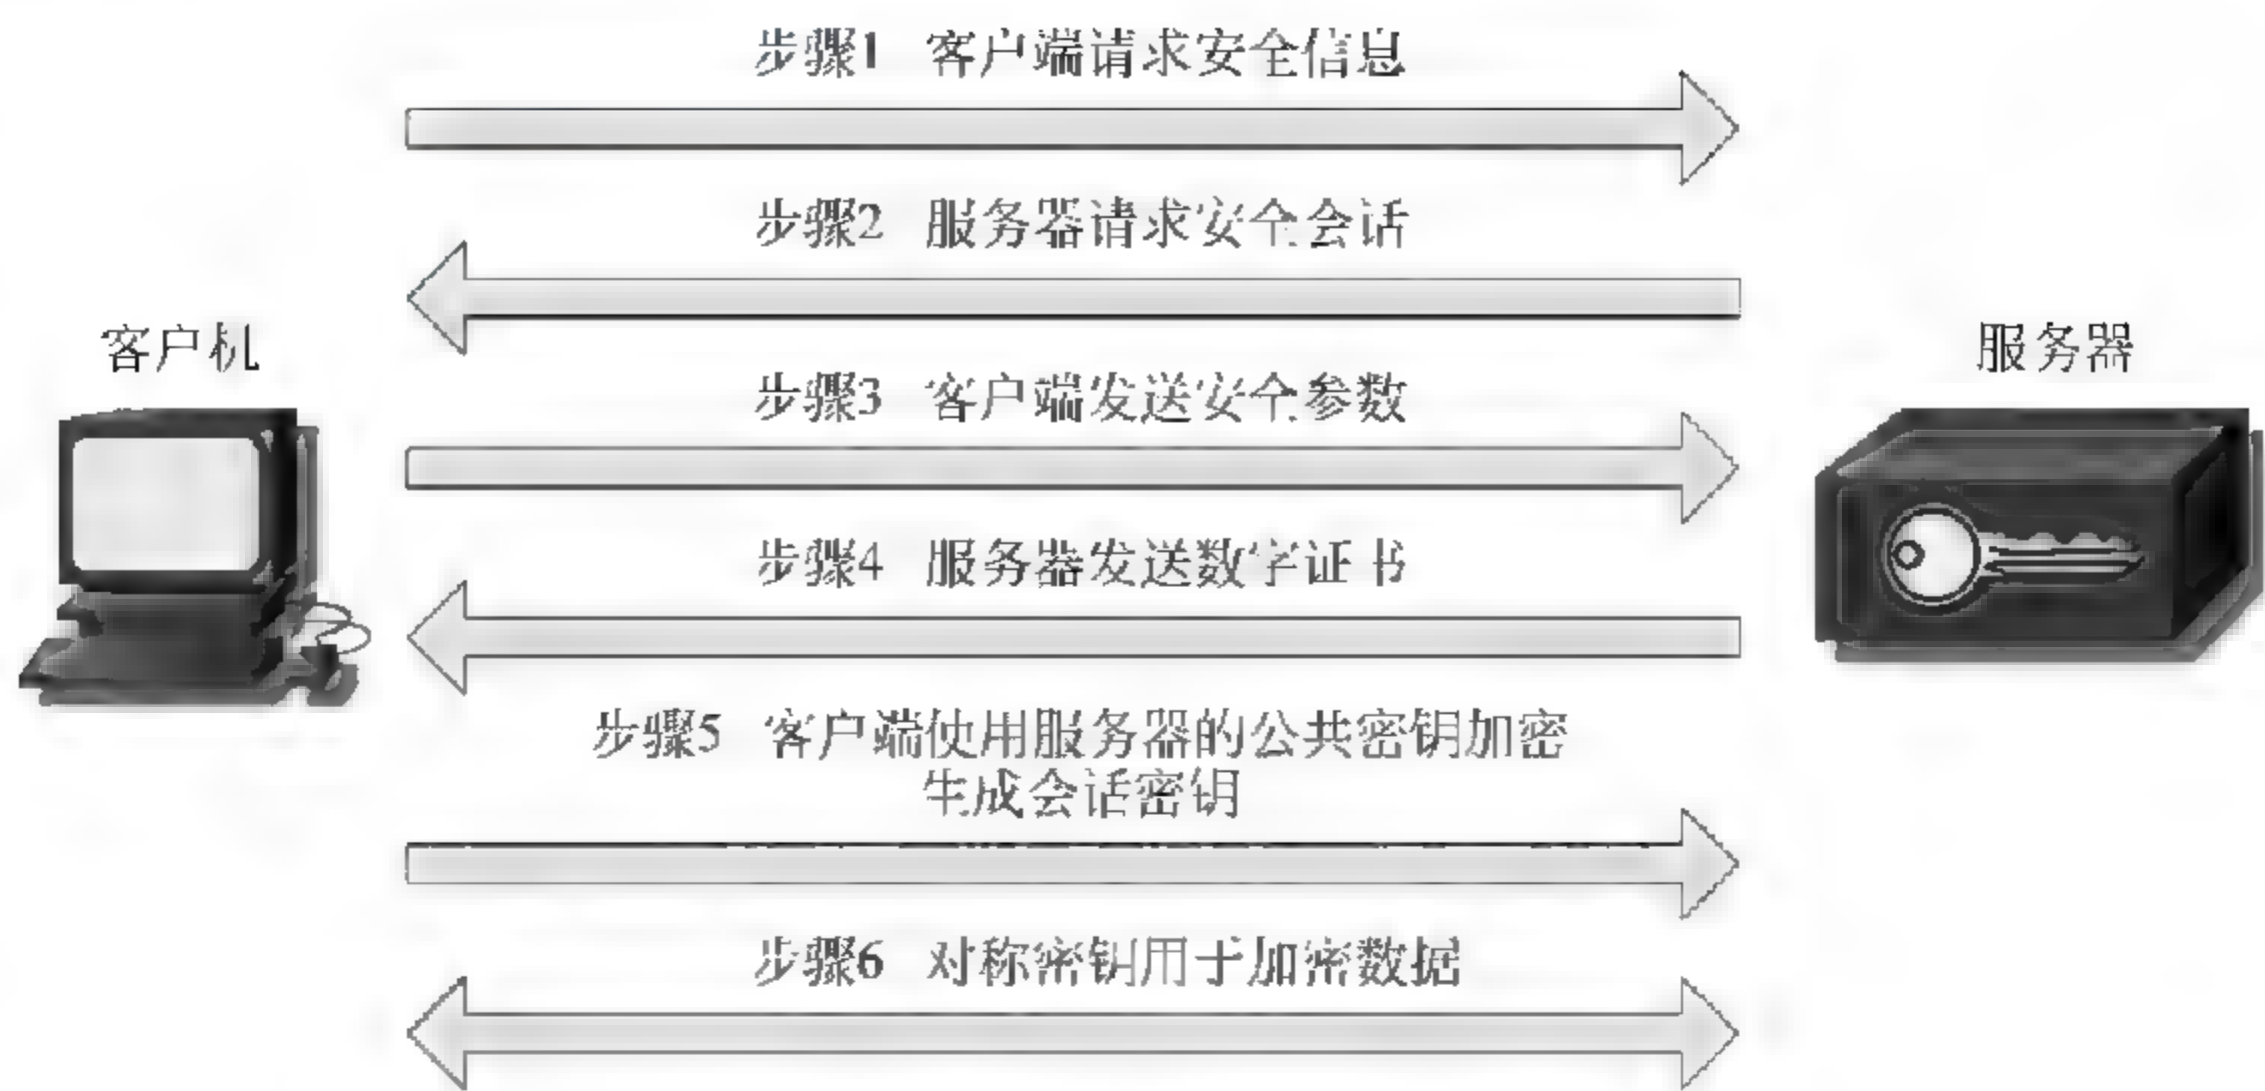 步骤1 客户端请求安全信息
步骤2 服务器请求安全会话
客户机
服务器
步骤3 客户端发送安全参数
步骤4 服务器发送数字证书
步骤5 客户端使用服务器的公共密钥加密
生成会话密钥
步骤6 对称密钥用于加密数据